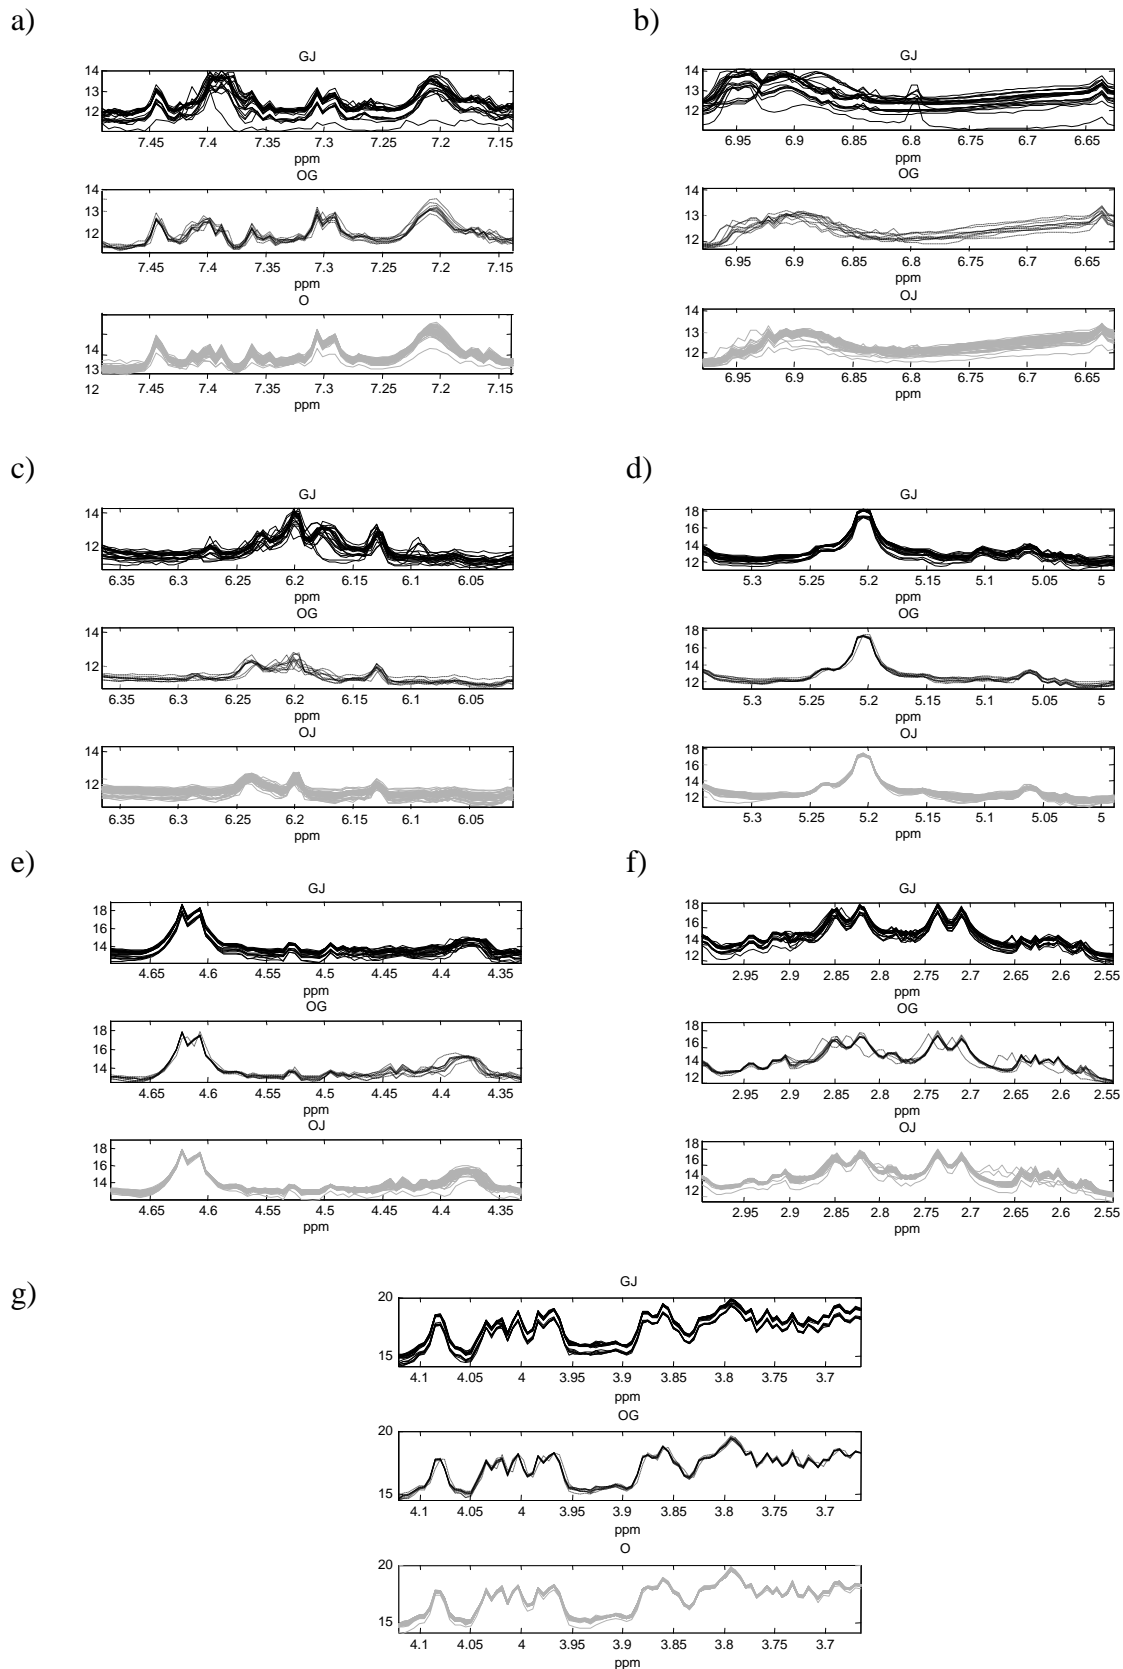 a)
GJ
14
13
12
7.45 7.4 7.35 7.3 7.25 7.2 7.15
ppm
OG
14
13
12
7.45 7.4 7.35 7.3 7.25 7.2 7.15
ppm
O
14
13
12
7.45 7.4 7.35 7.3 7.25 7.2 7.15
ppm
b)
GJ
14
13
12
6.95 6.9 6.85 6.8 6.75 6.7 6.65
ppm
OG
14
13
12
6.95 6.9 6.85 6.8 6.75 6.7 6.65
ppm
OJ
14
13
12
6.95 6.9 6.85 6.8 6.75 6.7 6.65
ppm
c)
GJ
14
12
6.35 6.3 6.25 6.2 6.15 6.1 6.05
ppm
OG
14
12
6.35 6.3 6.25 6.2 6.15 6.1 6.05
ppm
OJ
14
12
6.35 6.3 6.25 6.2 6.15 6.1 6.05
ppm
d)
GJ
18
16
14
12
5.3 5.25 5.2 5.15 5.1 5.05 5
ppm
OG
18
16
14
12
5.3 5.25 5.2 5.15 5.1 5.05 5
ppm
OJ
18
16
14
12
5.3 5.25 5.2 5.15 5.1 5.05 5
ppm
e)
GJ
18
16
14
4.65 4.6 4.55 4.5 4.45 4.4 4.35
ppm
OG
18
16
14
4.65 4.6 4.55 4.5 4.45 4.4 4.35
ppm
OJ
18
16
14
4.65 4.6 4.55 4.5 4.45 4.4 4.35
ppm
f)
GJ
18
16
14
12
2.95 2.9 2.85 2.8 2.75 2.7 2.65 2.6 2.55
ppm
OG
18
16
14
12
2.95 2.9 2.85 2.8 2.75 2.7 2.65 2.6 2.55
ppm
OJ
18
16
14
12
2.95 2.9 2.85 2.8 2.75 2.7 2.65 2.6 2.55
ppm
g)
GJ
20
15
4.1 4.05 4 3.95 3.9 3.85 3.8 3.75 3.7
ppm
OG
20
15
4.1 4.05 4 3.95 3.9 3.85 3.8 3.75 3.7
ppm
O
20
15
4.1 4.05 4 3.95 3.9 3.85 3.8 3.75 3.7
ppm